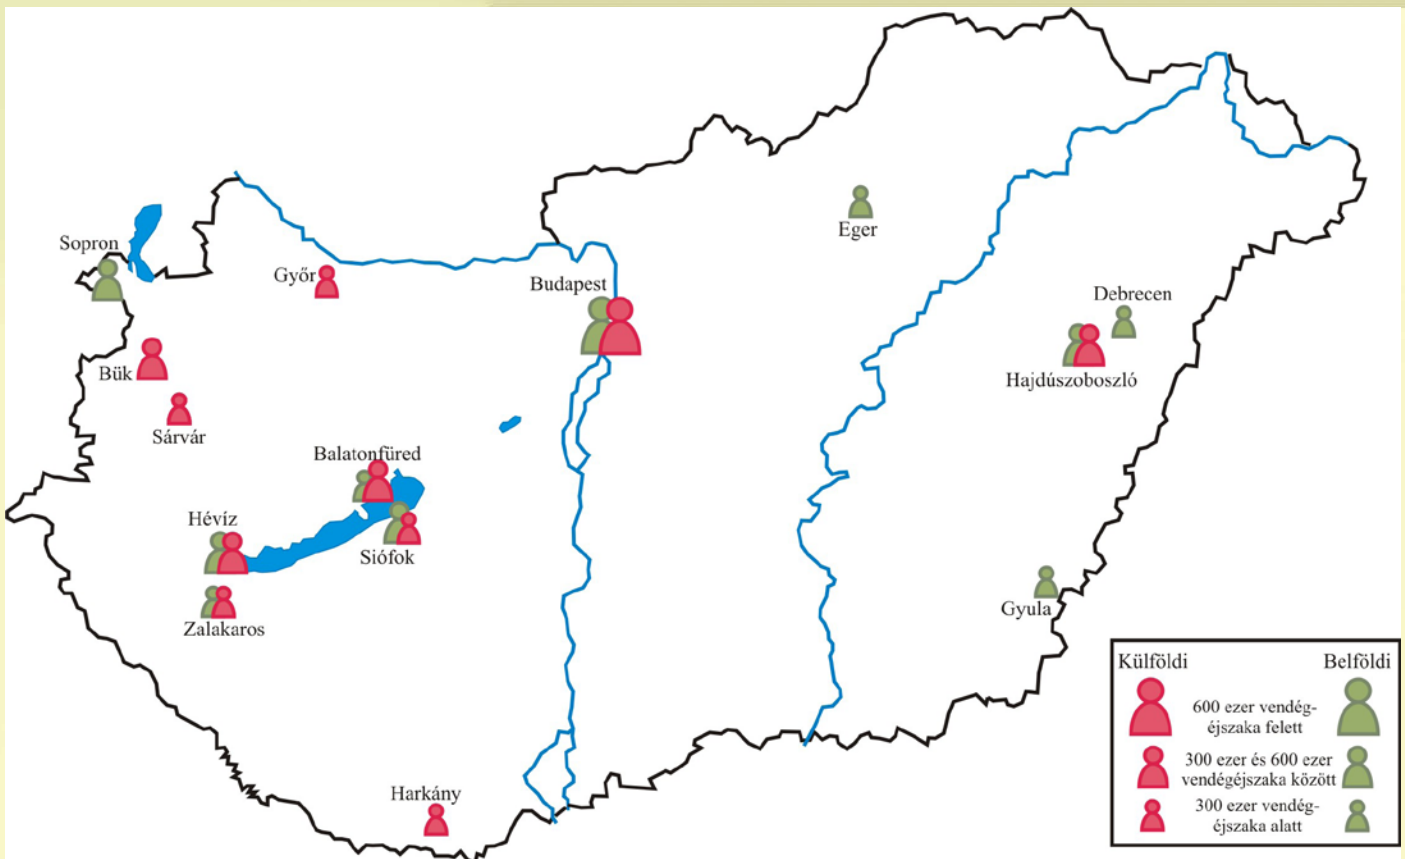 Eger
Sopron
Győr
Budapest
Debrecen
Bük
Hajdúszoboszló
Sárvár
Balatonfüred
Hévíz
Siófok
Gyula
Zalakaros
Harkány
Külföldi
Belföldi
600 ezer vendég-
éjszaka felett
300 ezer és 600 ezer
vendégéjszaka között
300 ezer vendég-
éjszaka alatt